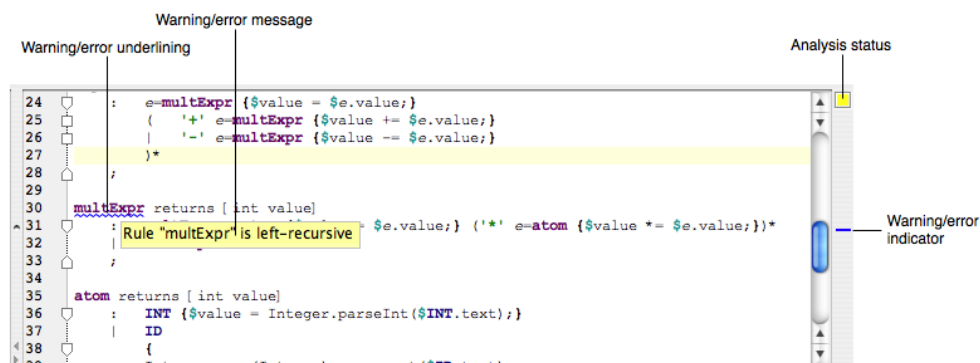 Warning/error message
Warning/error underlining
Analysis status
24 : e=multExpr {$value = $e.value;}
25 ( '+' e=multExpr {$value += $e.value;}
26 | '-' e=multExpr {$value -= $e.value;}
27 )*
28 ;
29
30 multExpr returns [int value]
31 : $e.value;} ('*' e=atom {$value *= $e.value;})*
Rule "multExpr" is left-recursive
32 |
33 ;
34
35 atom returns [int value]
36 : INT {$value = Integer.parseInt($INT.text);}
37 | ID
38 {
Warning/error
indicator